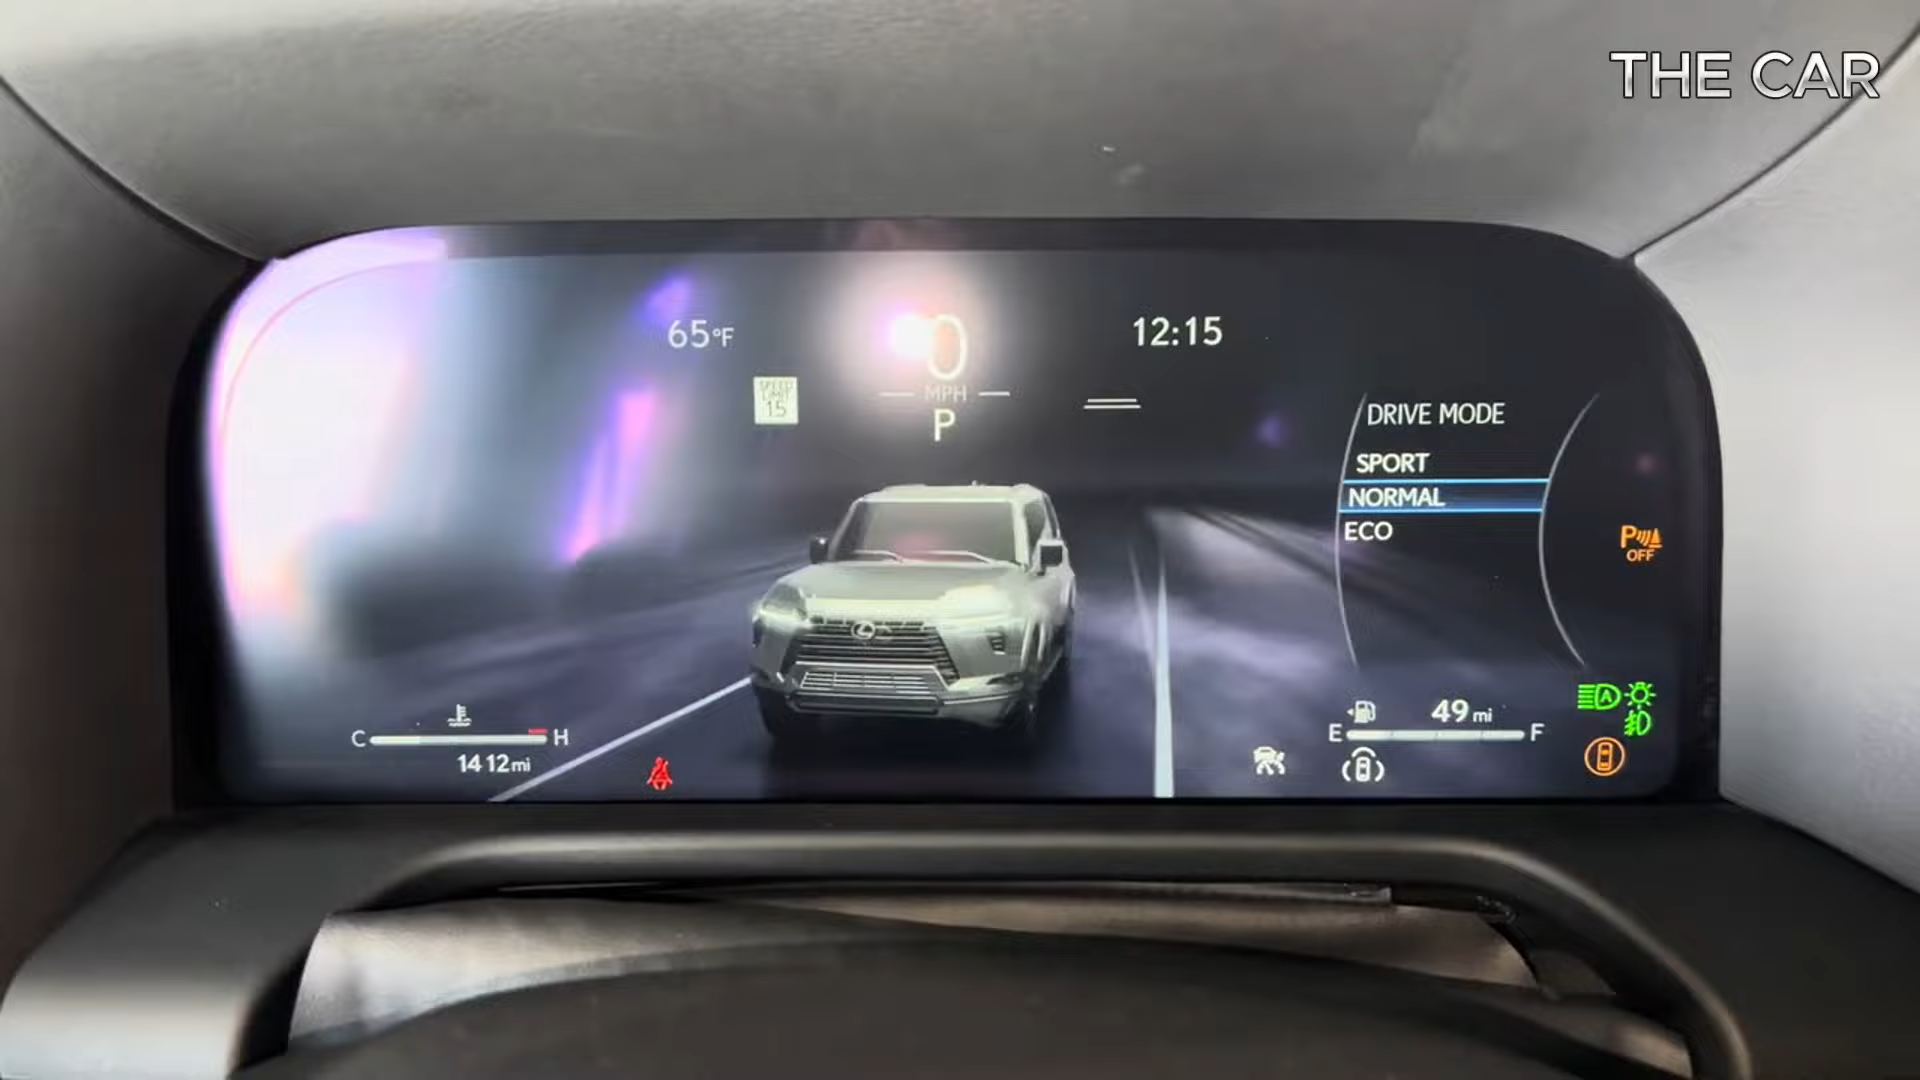 THE CAR
65°F
0
12:15
SPEED
LIMIT
15
MPH
P
DRIVE MODE
SPORT
NORMAL
ECO
P
OFF
A
49 mi
C
H
E
F
1412 mi